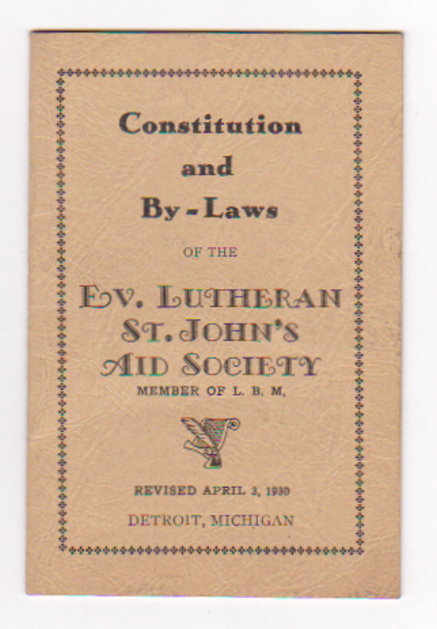 Constitution
and
By-Laws
OF THE
Ev. Lutheran
St. John's
Aid Society
MEMBER OF L. B. M,
REVISED APRIL 3, 1930
DETROIT, MICHIGAN